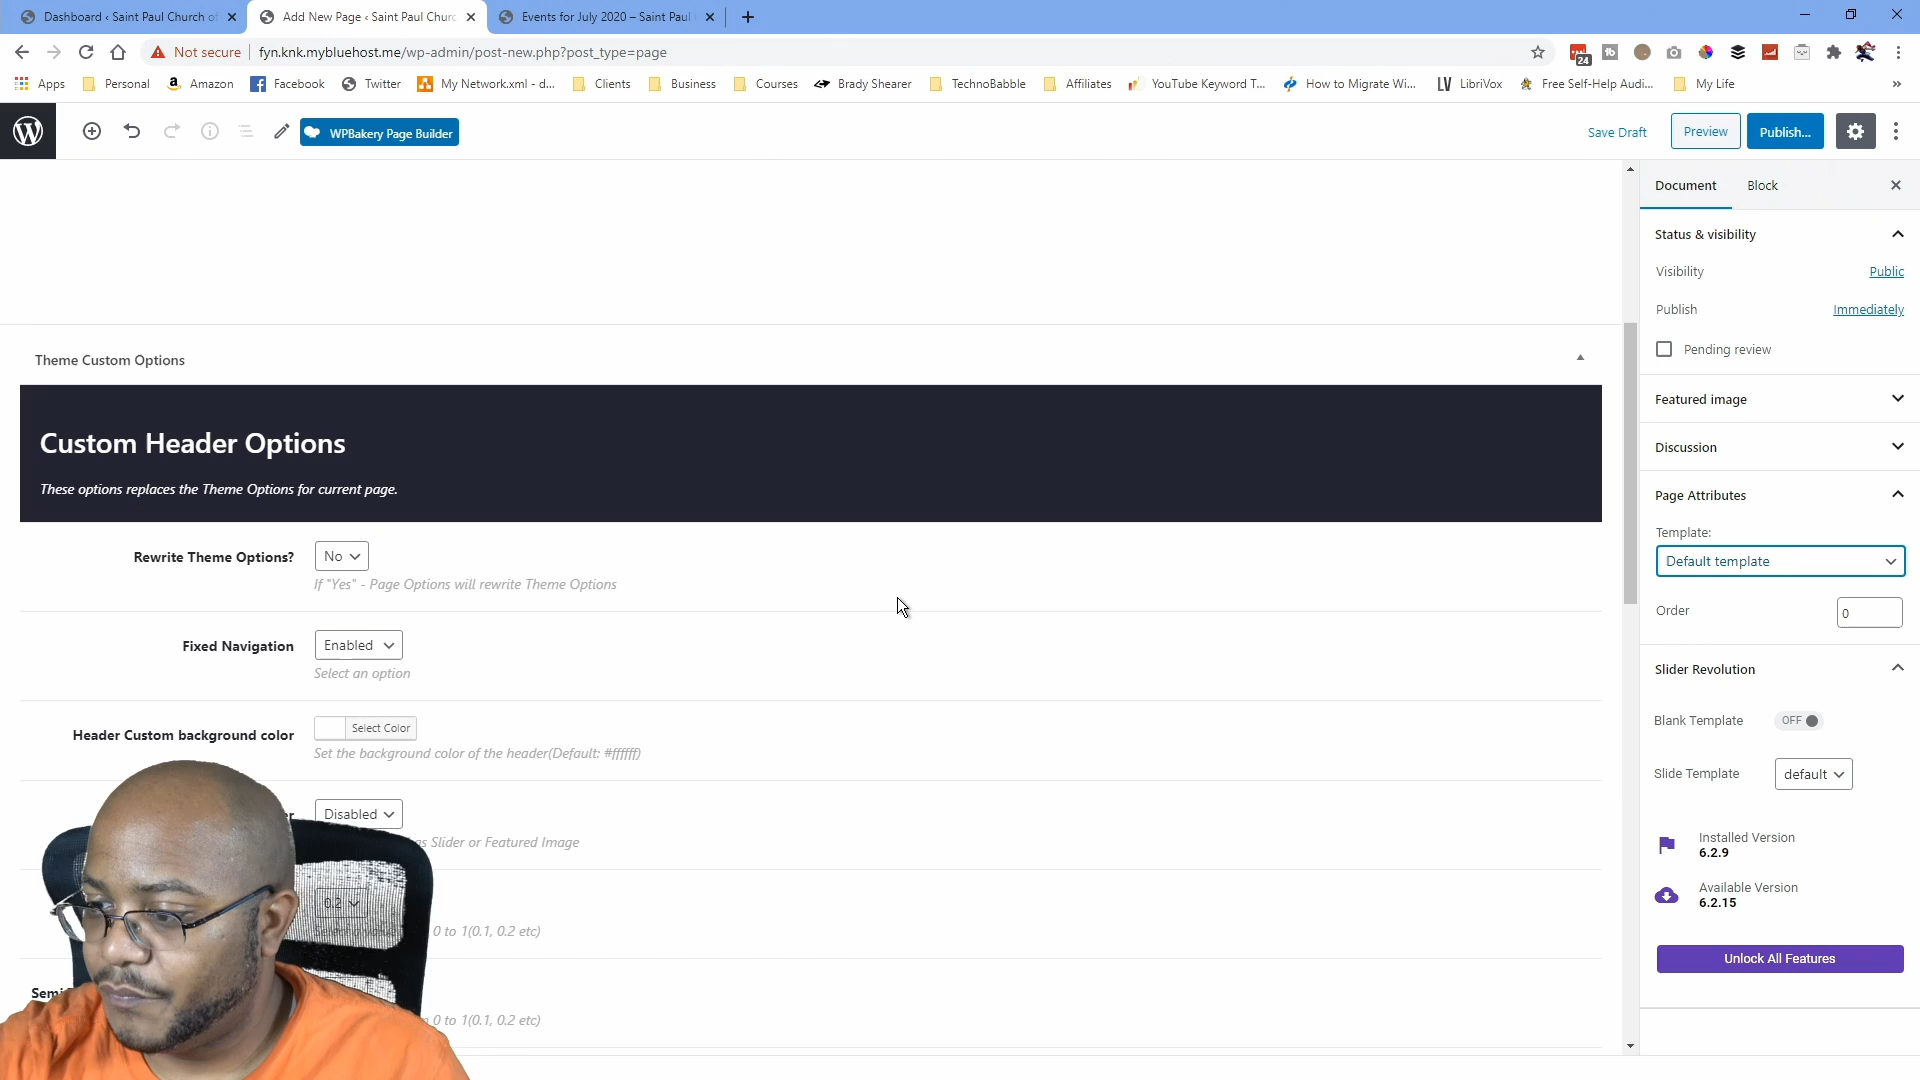 Dashboard ‹ Saint Paul Church of
Add New Page ‹ Saint Paul Churc
Events for July 2020 – Saint Paul
Not secure fyn.knk.mybluehost.me/wp-admin/post-new.php?post_type=page
24
Apps Personal Amazon Facebook Twitter My Network.xml - d... Clients Business Courses Brady Shearer TechnoBabble Affiliates YouTube Keyword T... How to Migrate Wi... LibriVox Free Self-Help Audi... My Life »
WPBakery Page Builder Save Draft Preview Publish...
Document Block
Status & visibility
Visibility Public
Publish Immediately
Pending review
Featured image
Discussion
Page Attributes
Template:
Default template
Order 0
Slider Revolution
Blank Template OFF
Slide Template default
Installed Version
6.2.9
Available Version
6.2.15
Unlock All Features
Theme Custom Options
Custom Header Options
These options replaces the Theme Options for current page.
Rewrite Theme Options? No
If "Yes" - Page Options will rewrite Theme Options
Fixed Navigation Enabled
Select an option
Header Custom background color Select Color
Set the background color of the header(Default: #ffffff)
Disabled
as Slider or Featured Image
0.2
0 to 1(0.1, 0.2 etc)
0 to 1(0.1, 0.2 etc)